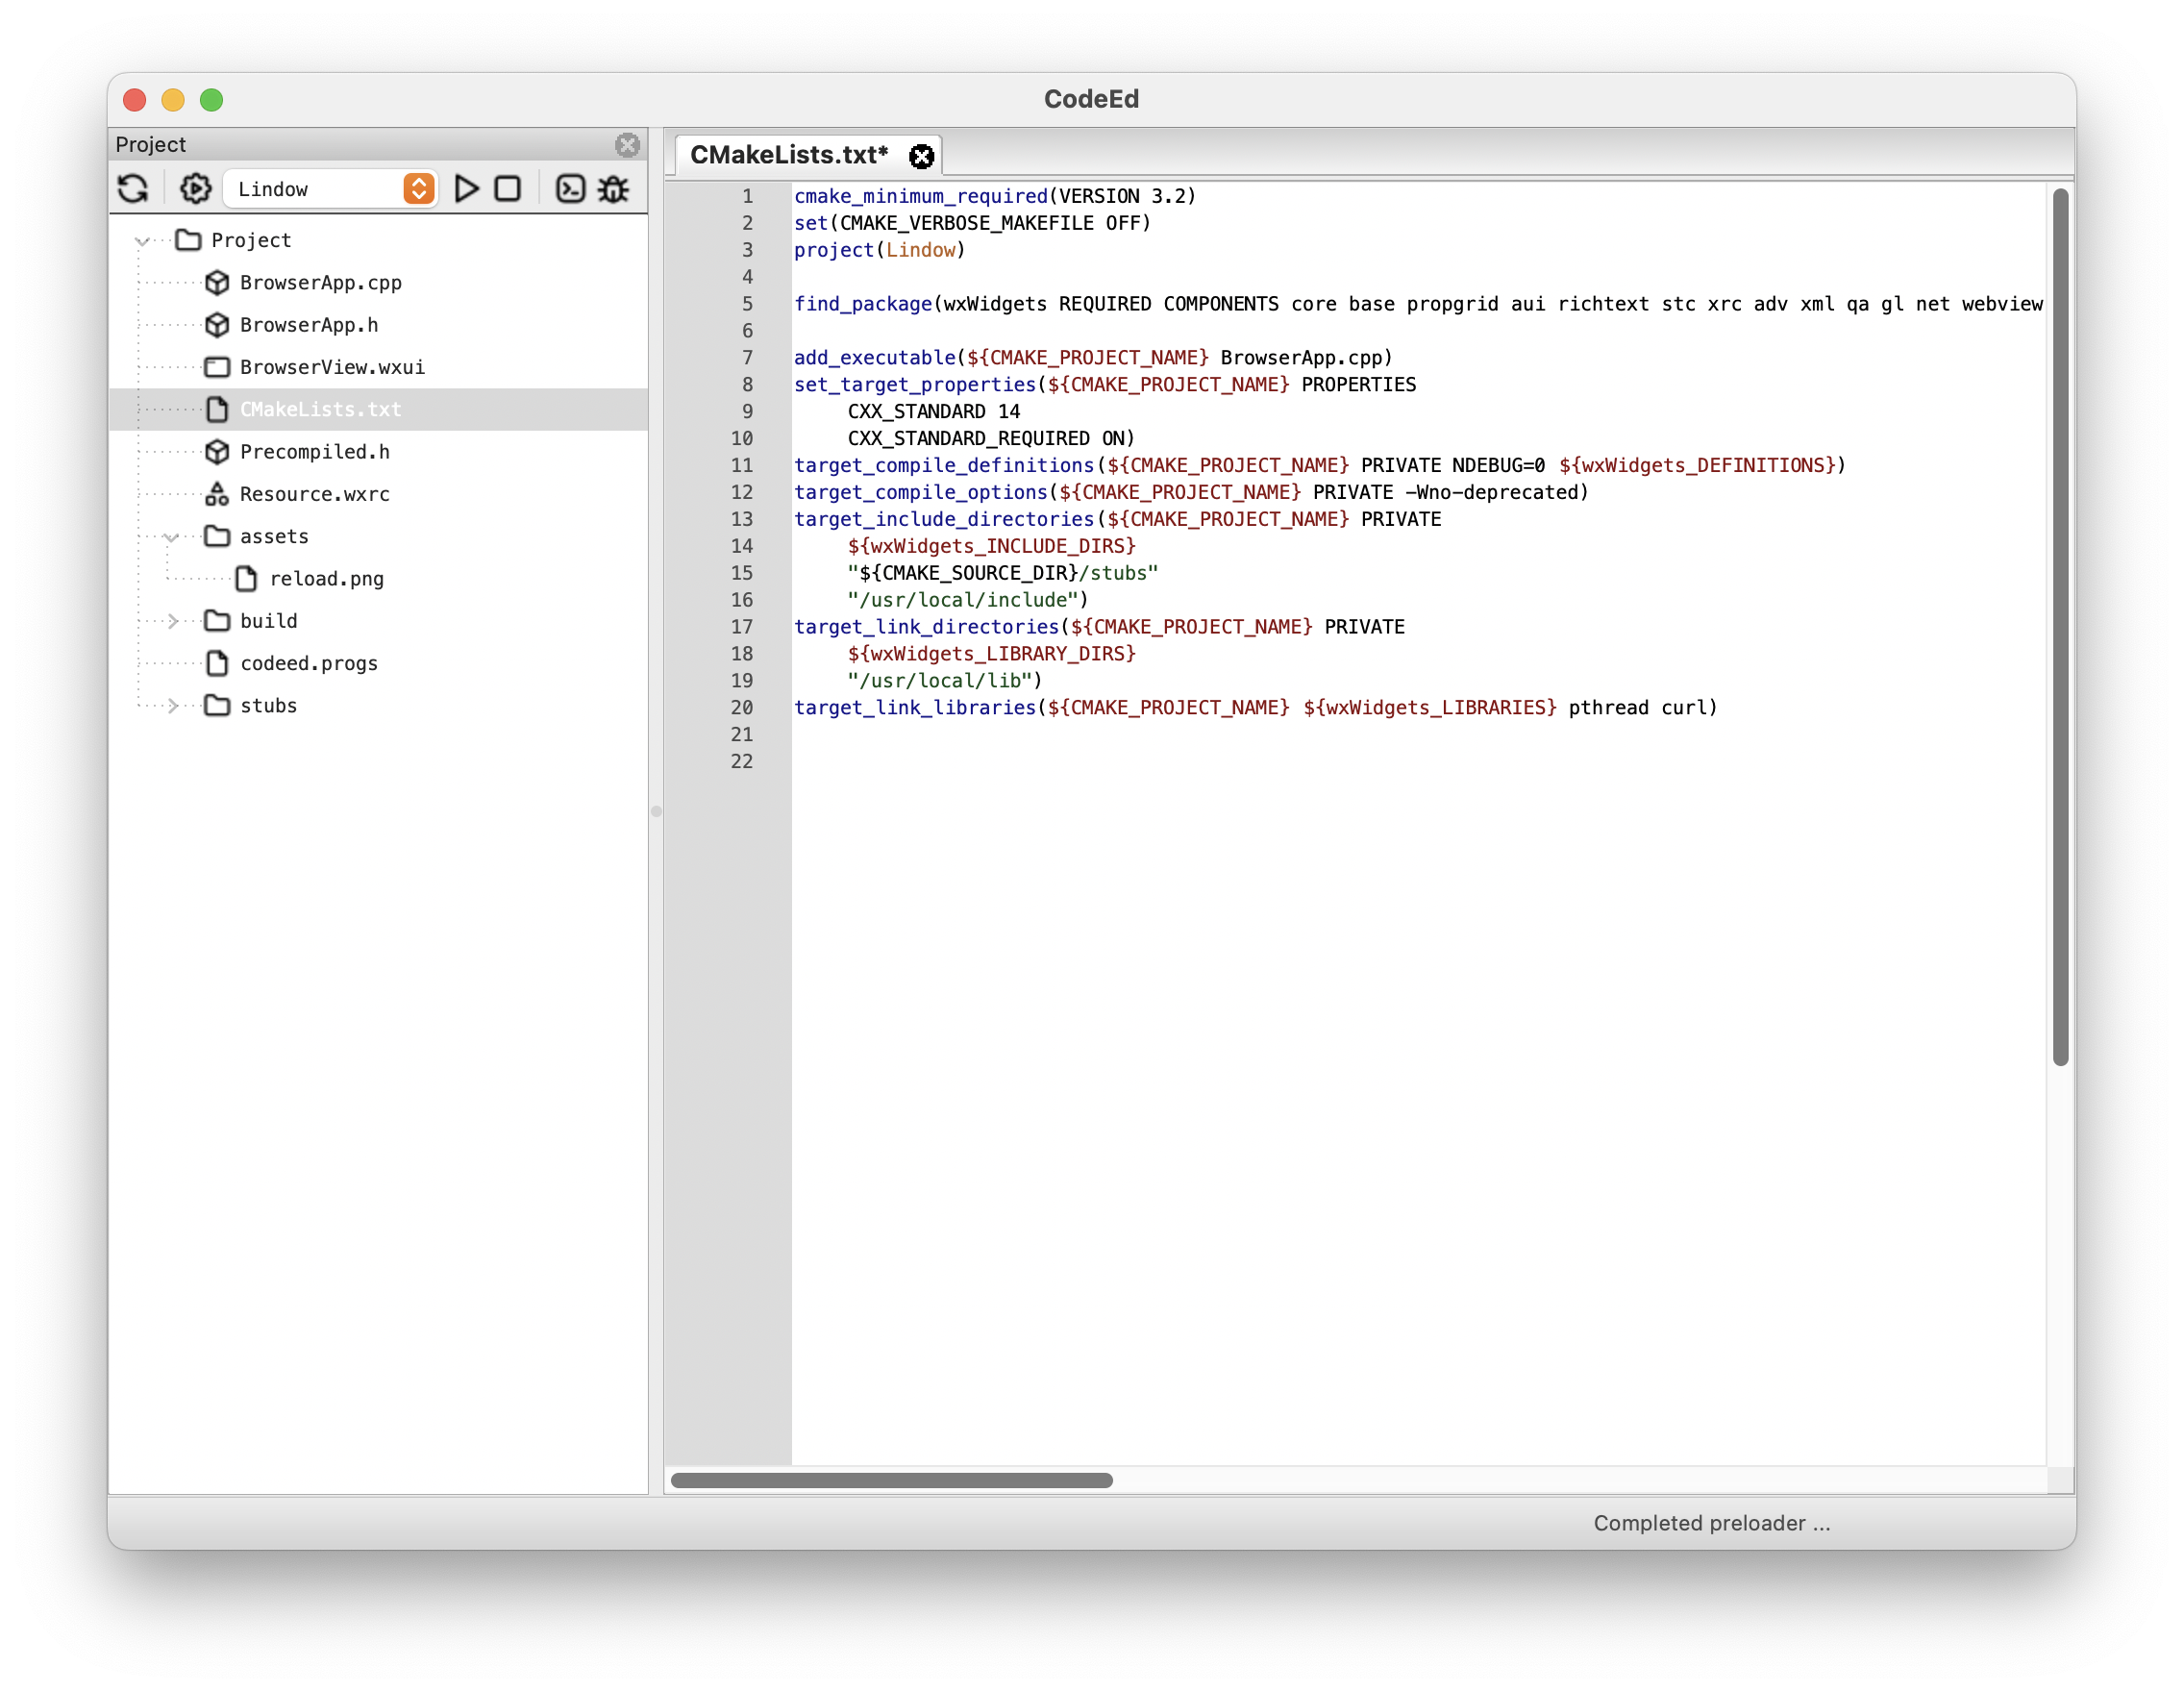 CodeEd
Project
Lindow
Project
BrowserApp.cpp
BrowserApp.h
BrowserView.wxui
CMakeLists.txt
Precompiled.h
Resource.wxrc
assets
reload.png
build
codeed.progs
stubs
CMakeLists.txt*
1 cmake_minimum_required(VERSION 3.2)
2 set(CMAKE_VERBOSE_MAKEFILE OFF)
3 project(Lindow)
4
5 find_package(wxWidgets REQUIRED COMPONENTS core base propgrid aui richtext stc xrc adv xml qa gl net webview
6
7 add_executable(${CMAKE_PROJECT_NAME} BrowserApp.cpp)
8 set_target_properties(${CMAKE_PROJECT_NAME} PROPERTIES
9 CXX_STANDARD 14
10 CXX_STANDARD_REQUIRED ON)
11 target_compile_definitions(${CMAKE_PROJECT_NAME} PRIVATE NDEBUG=0 ${wxWidgets_DEFINITIONS})
12 target_compile_options(${CMAKE_PROJECT_NAME} PRIVATE -Wno-deprecated)
13 target_include_directories(${CMAKE_PROJECT_NAME} PRIVATE
14 ${wxWidgets_INCLUDE_DIRS}
15 "${CMAKE_SOURCE_DIR}/stubs"
16 "/usr/local/include")
17 target_link_directories(${CMAKE_PROJECT_NAME} PRIVATE
18 ${wxWidgets_LIBRARY_DIRS}
19 "/usr/local/lib")
20 target_link_libraries(${CMAKE_PROJECT_NAME} ${wxWidgets_LIBRARIES} pthread curl)
21
22
Completed preloader ...